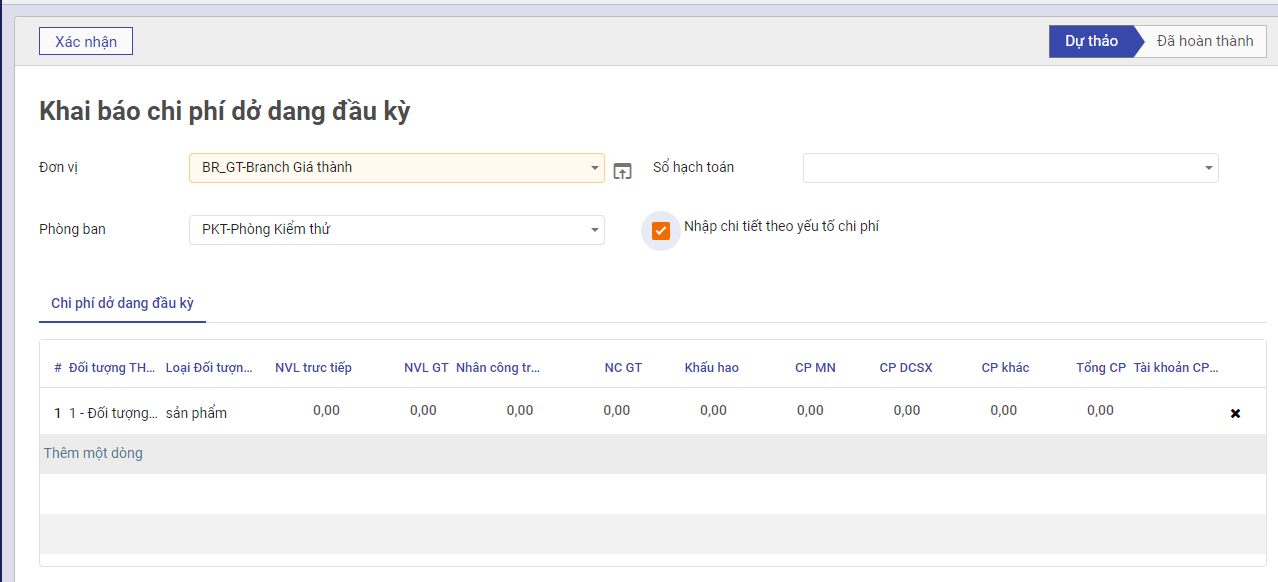 Xác nhận
Dự thảo
Đã hoàn thành
Khai báo chi phí dở dang đầu kỳ
Đơn vị
BR_GT-Branch Giá thành
Sổ hạch toán
Phòng ban
PKT-Phòng Kiểm thử
Nhập chi tiết theo yếu tố chi phí
Chi phí dở dang đầu kỳ
# Đối tượng TH... Loại Đối tượn... NVL trưc tiếp NVL GT Nhân công tr... NC GT Khấu hao CP MN CP DCSX CP khác Tổng CP Tài khoản CP...
1 1 - Đối tượng... sản phẩm 0,00 0,00 0,00 0,00 0,00 0,00 0,00 0,00 0,00
Thêm một dòng